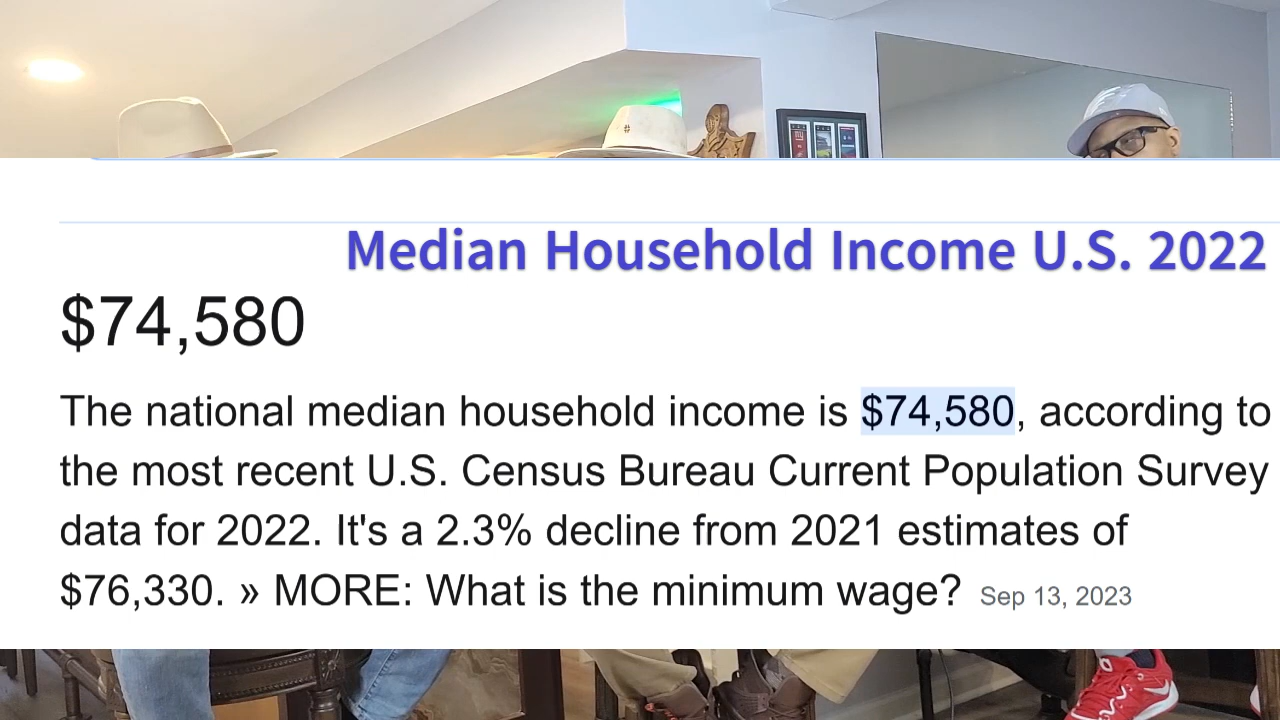 Median Household Income U.S. 2022
$74,580
The national median household income is $74,580, according to
the most recent U.S. Census Bureau Current Population Survey
data for 2022. It's a 2.3% decline from 2021 estimates of
$76,330. » MORE: What is the minimum wage? Sep 13, 2023